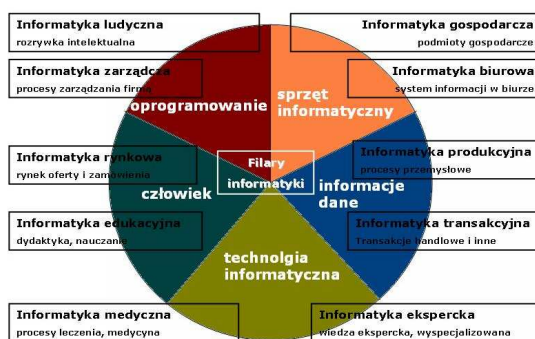 Informatyka ludyczna
rozrywka intelektualna
Informatyka gospodarcza
podmioty gospodarcze
Informatyka zarządcza
procesy zarządzania firmą
Informatyka biurowa
system informacji w biurze
oprogramowanie
sprzęt
informatyczny
Informatyka rynkowa
rynek oferty i zamówienia
Informatyka produkcyjna
procesy przemysłowe
Filary
informatyki
człowiek
informacje
dane
Informatyka edukacyjna
dydaktyka, nauczanie
Informatyka transakcyjna
Transakcje handlowe i inne
technolgia
informatyczna
Informatyka medyczna
procesy leczenia, medycyna
Informatyka ekspercka
wiedza ekspercka, wyspecjalizowana